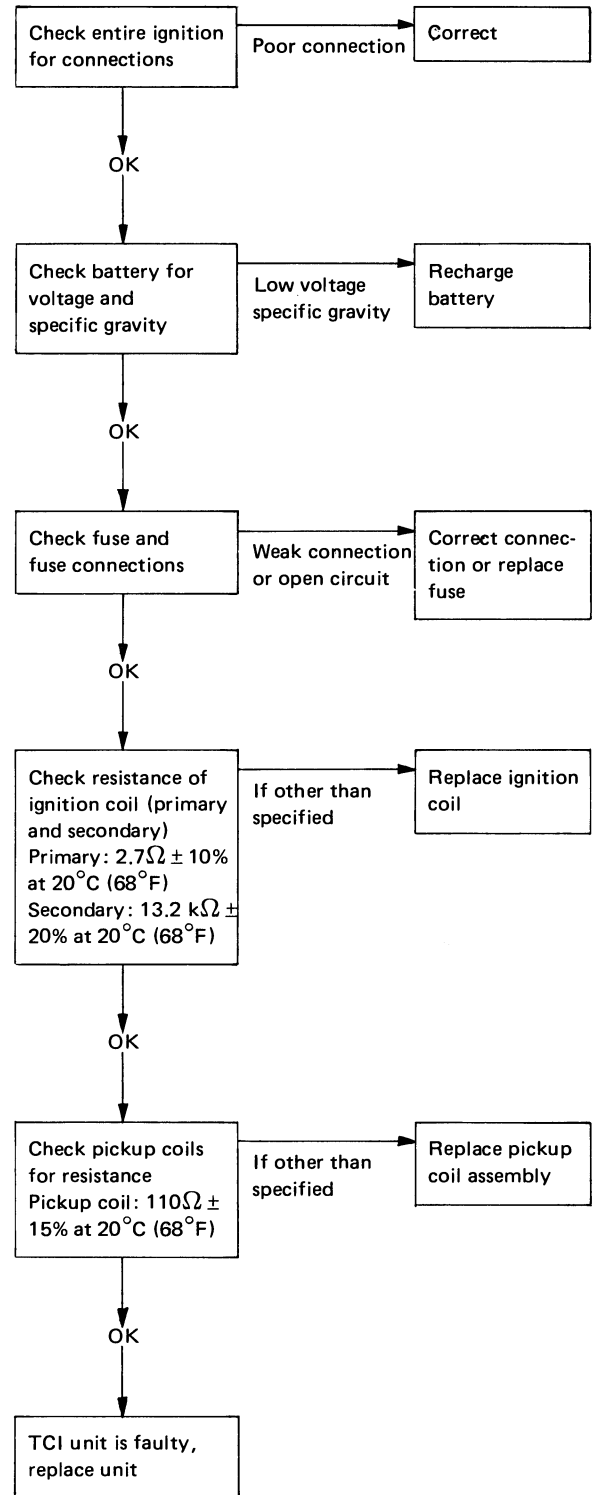 Check entire ignition
for connections
Poor connection
Correct
OK
Check battery for
voltage and
specific gravity
Low voltage
specific gravity
Recharge
battery
OK
Check fuse and
fuse connections
Weak connection
or open circuit
Correct connec-
tion or replace
fuse
OK
Check resistance of
ignition coil (primary
and secondary)
Primary: 2.7Ω ± 10%
at 20°C (68°F)
Secondary: 13.2 kΩ ±
20% at 20°C (68°F)
If other than
specified
Replace ignition
coil
OK
Check pickup coils
for resistance
Pickup coil: 110Ω ±
15% at 20°C (68°F)
If other than
specified
Replace pickup
coil assembly
OK
TCI unit is faulty,
replace unit